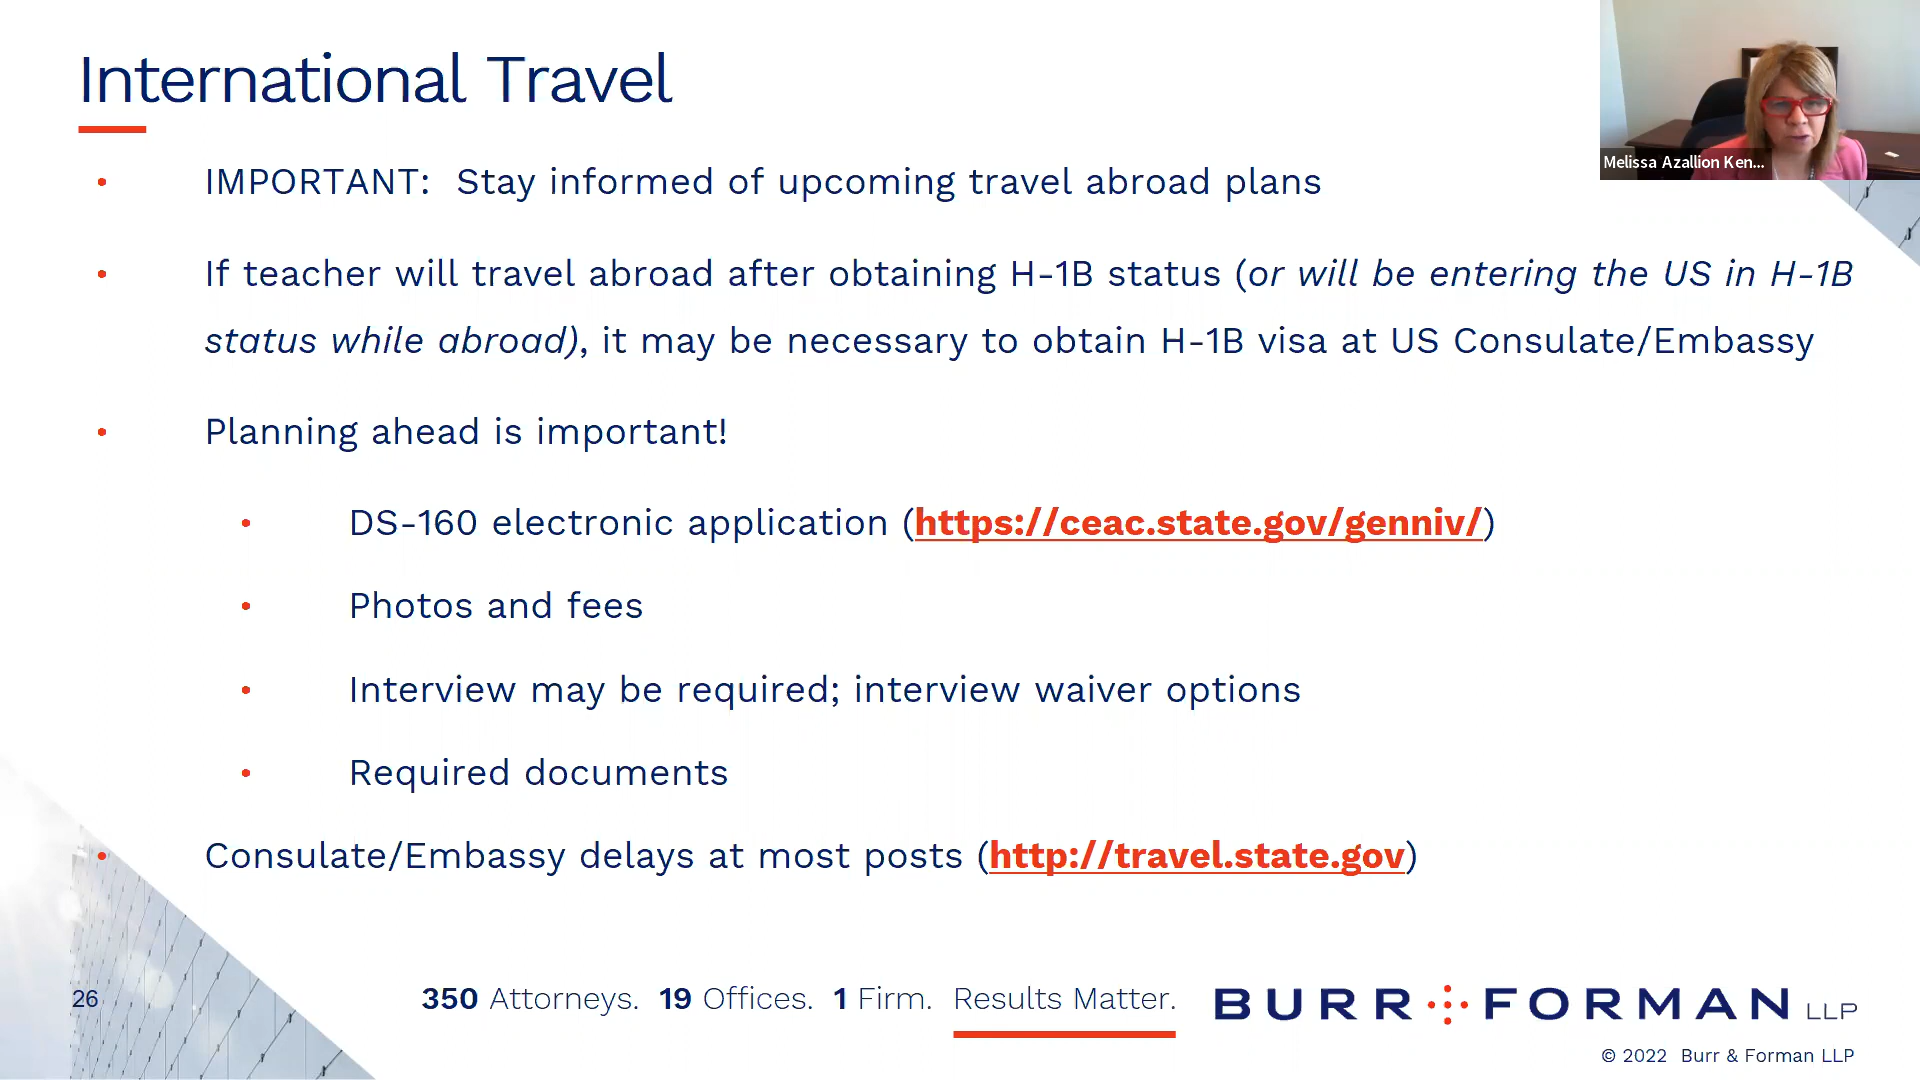 International Travel
Melissa Azallion Ken...
• IMPORTANT: Stay informed of upcoming travel abroad plans
• If teacher will travel abroad after obtaining H-1B status (or will be entering the US in H-1B
status while abroad), it may be necessary to obtain H-1B visa at US Consulate/Embassy
• Planning ahead is important!
• DS-160 electronic application (https://ceac.state.gov/genniv/)
• Photos and fees
• Interview may be required; interview waiver options
• Required documents
• Consulate/Embassy delays at most posts (http://travel.state.gov)
26
350 Attorneys. 19 Offices. 1 Firm. Results Matter.
BURR FORMAN LLP
© 2022 Burr & Forman LLP